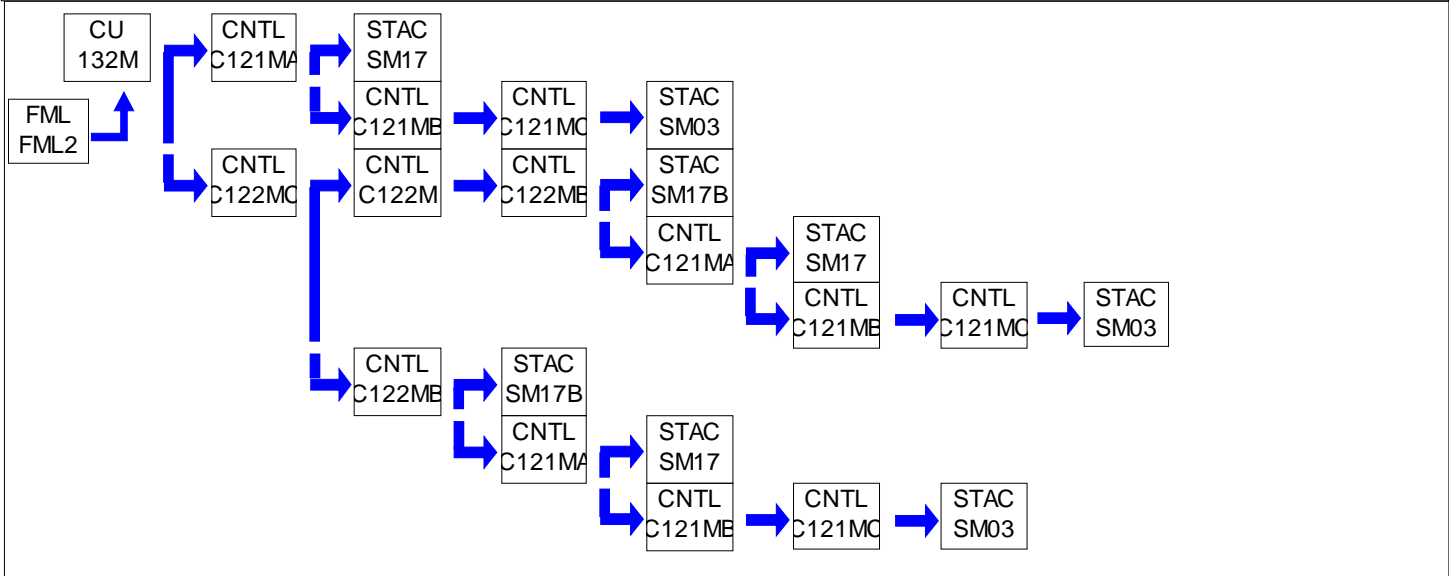 CU
132M
CNTL
C121MA
STAC
SM17
FML
FML2
CNTL
C121MB
CNTL
C121MC
STAC
SM03
CNTL
C122MC
CNTL
C122M
CNTL
C122MB
STAC
SM17B
CNTL
C121MA
STAC
SM17
CNTL
C121MB
CNTL
C121MC
STAC
SM03
CNTL
C122MB
STAC
SM17B
CNTL
C121MA
STAC
SM17
CNTL
C121MB
CNTL
C121MC
STAC
SM03